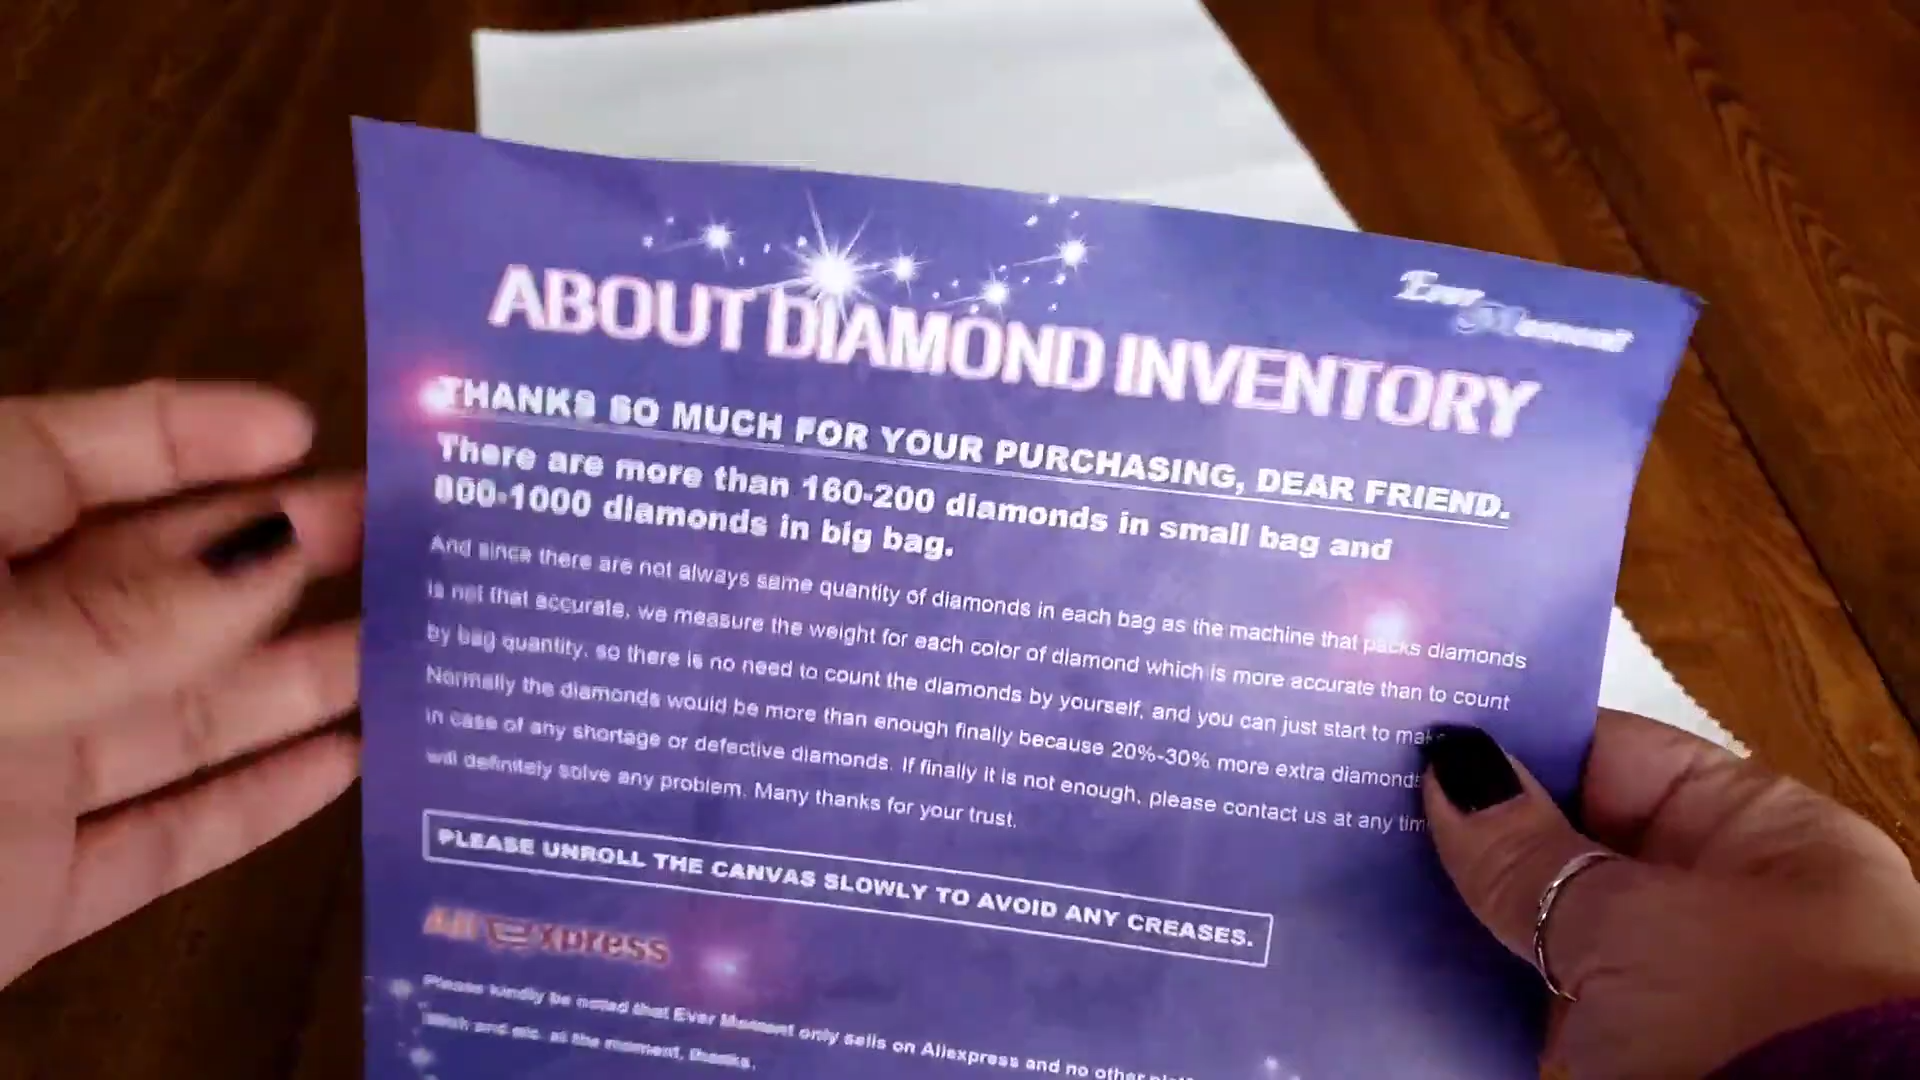 Ever Moment
ABOUT DIAMOND INVENTORY
THANKS SO MUCH FOR YOUR PURCHASING, DEAR FRIEND.
There are more than 160-200 diamonds in small bag and
800-1000 diamonds in big bag.
And since there are not always same quantity of diamonds in each bag as the machine that packs diamonds
is not that accurate, we measure the weight for each color of diamond which is more accurate than to count
by bag quantity, so there is no need to count the diamonds by yourself, and you can just start to
Normally the diamonds would be more than enough finally because 20%-30% more extra diamonds
in case of any shortage or defective diamonds. If finally it is not enough, please contact us at any
will definitely solve any problem. Many thanks for your trust.
PLEASE UNROLL THE CANVAS SLOWLY TO AVOID ANY CREASES.
AliExpress
Please kindly be noted that Ever Moment only sells on Aliexpress and no other
Wish and etc. at the moment, thanks.